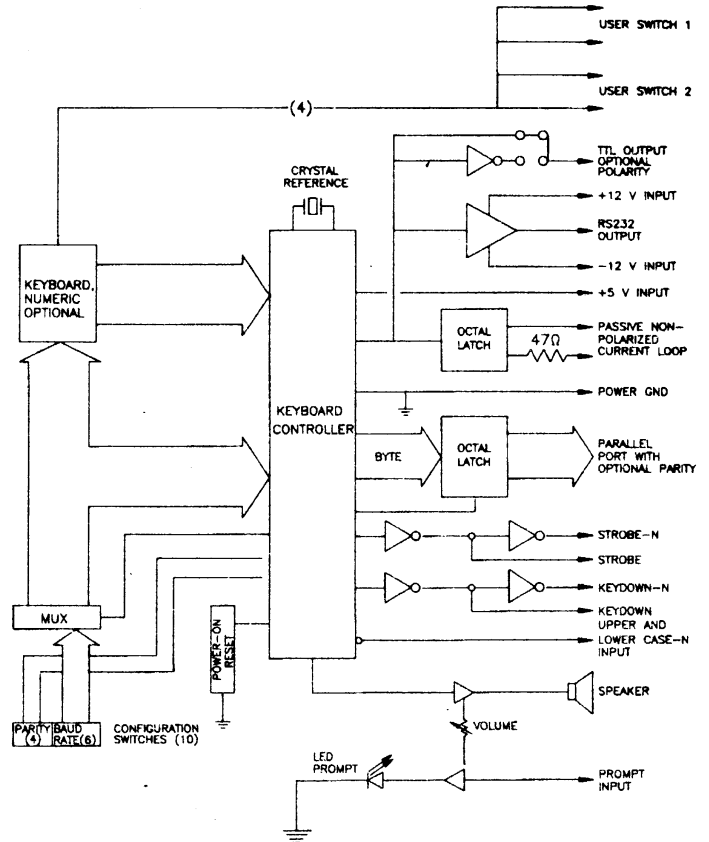 USER SWITCH 1
USER SWITCH 2
(4)
TTL OUTPUT
OPTIONAL
POLARITY
CRYSTAL
REFERENCE
+12 V INPUT
RS232
OUTPUT
-12 V INPUT
+5 V INPUT
KEYBOARD,
NUMERIC
OPTIONAL
OCTAL
LATCH
47Ω
PASSIVE NON-
POLARIZED
CURRENT LOOP
POWER GND
KEYBOARD
CONTROLLER
BYTE
OCTAL
LATCH
PARALLEL
PORT WITH
OPTIONAL PARITY
STROBE-N
STROBE
KEYDOWN-N
KEYDOWN
UPPER AND
LOWER CASE-N
INPUT
MUX
POWER-ON
RESET
SPEAKER
VOLUME
PARITY
(4)
BAUD
RATE(6)
CONFIGURATION
SWITCHES (10)
LED
PROMPT
PROMPT
INPUT